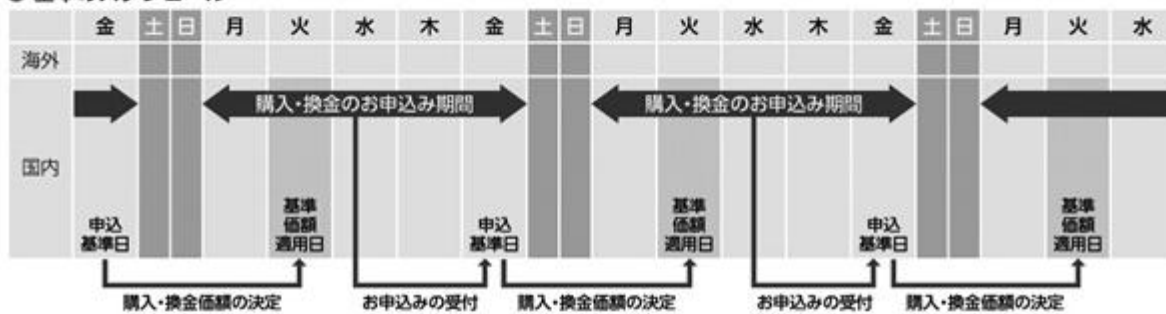 金 土 日 月 火 水 木 金 土 日 月 火 水 木 金 土 日 月 火 水
海外
購入・換金のお申込み期間 購入・換金のお申込み期間
国内
申込
基準日
基準
価額
適用日
申込
基準日
基準
価額
適用日
申込
基準日
基準
価額
適用日
購入・換金価額の決定 お申込みの受付 購入・換金価額の決定 お申込みの受付 購入・換金価額の決定